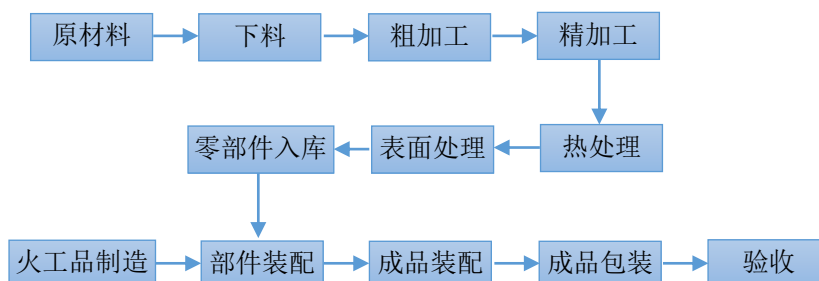 原材料
下料
粗加工
精加工
热处理
表面处理
零部件入库
火工品制造
部件装配
成品装配
成品包装
验收